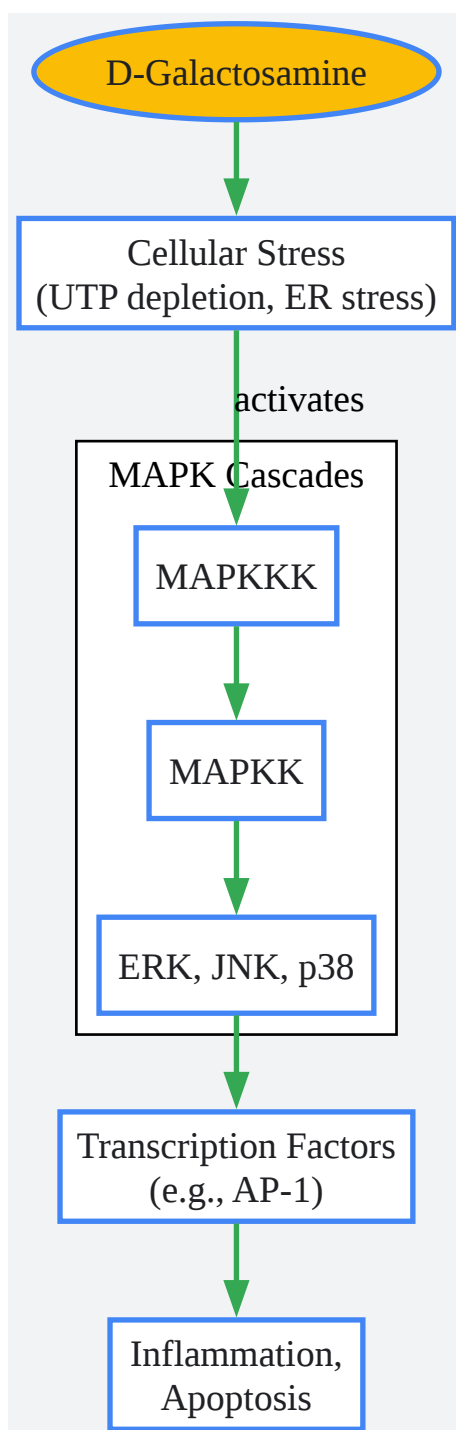 D-Galactosamine
Cellular Stress
(UTP depletion, ER stress)
activates
MAPK Cascades
MAPKKK
MAPKK
ERK, JNK, p38
Transcription Factors
(e.g., AP-1)
Inflammation,
Apoptosis